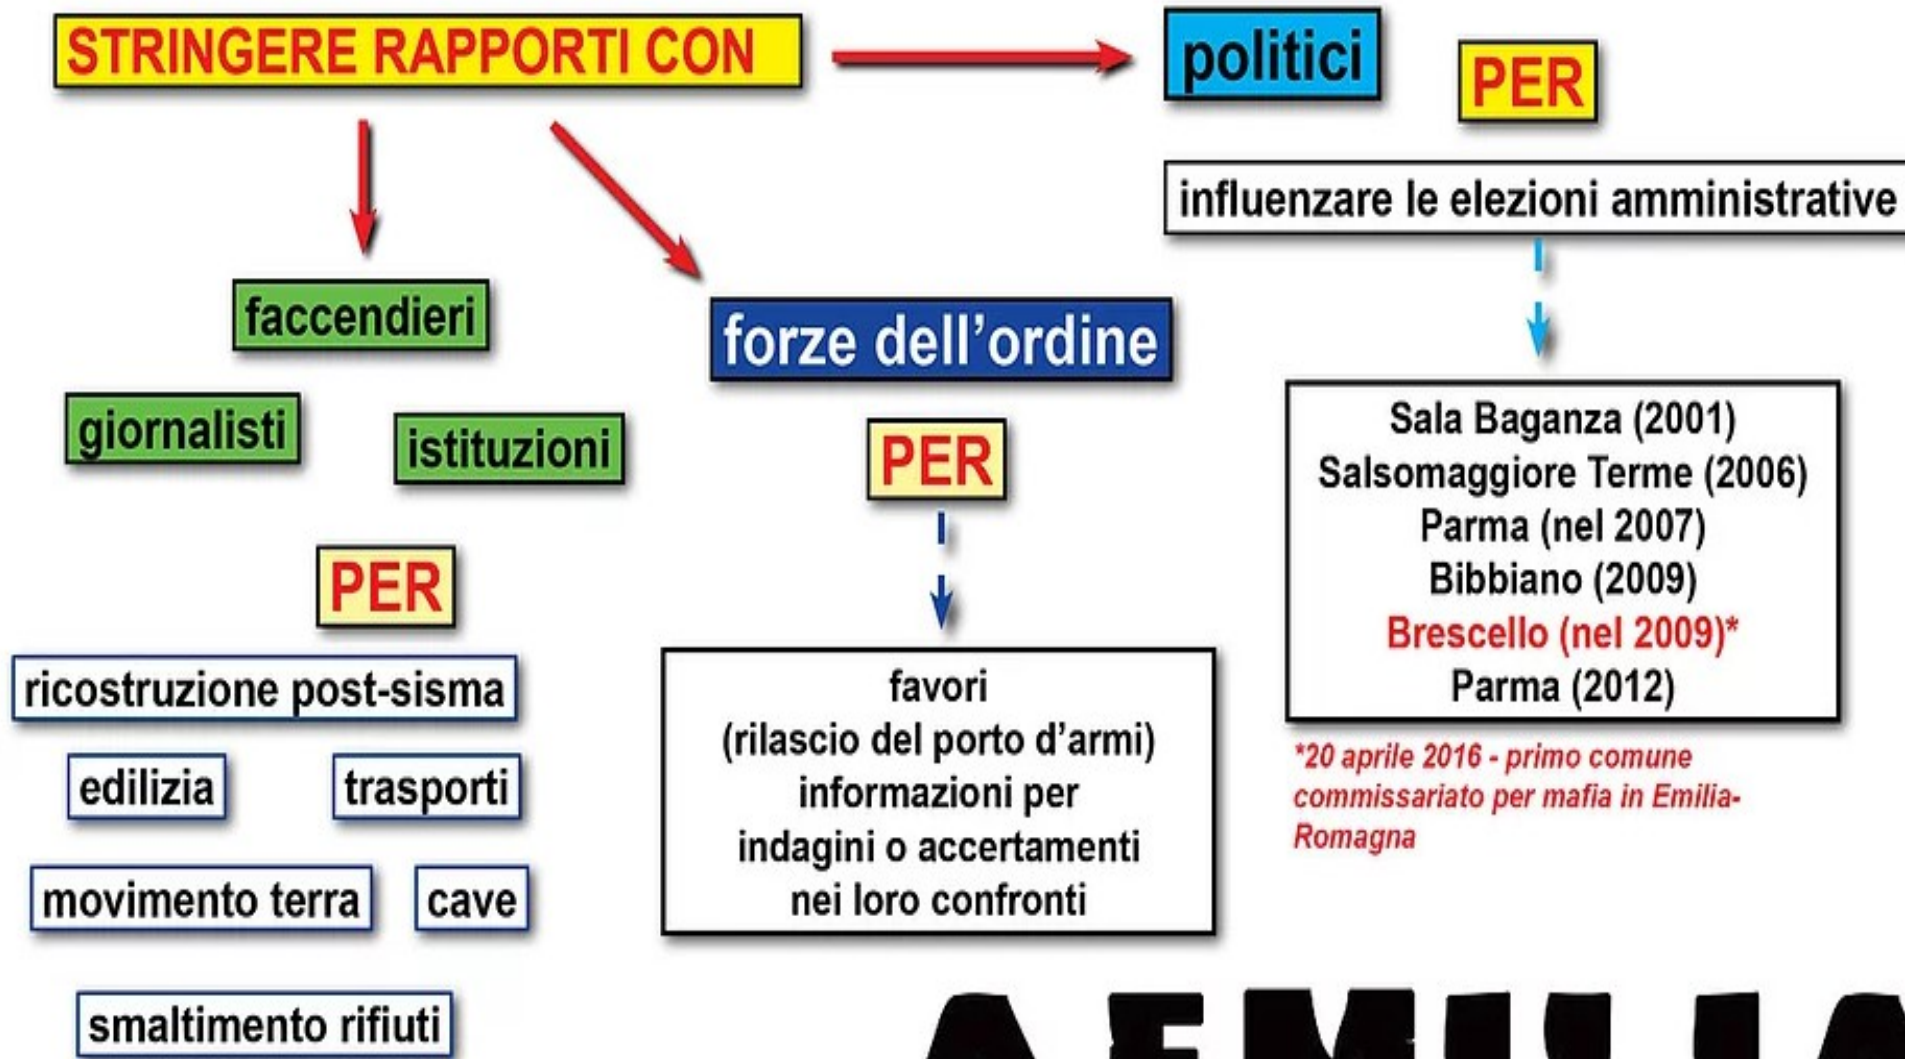 STRINGERE RAPPORTI CON
politici
PER
influenzare le elezioni amministrative
faccendieri
giornalisti
istituzioni
PER
ricostruzione post-sisma
edilizia
trasporti
movimento terra
cave
smaltimento rifiuti
forze dell'ordine
PER
favori
(rilascio del porto d'armi)
informazioni per
indagini o accertamenti
nei loro confronti
Sala Baganza (2001)
Salsomaggiore Terme (2006)
Parma (nel 2007)
Bibbiano (2009)
Brescello (nel 2009)*
Parma (2012)
*20 aprile 2016 - primo comune
commissariato per mafia in Emilia-
Romagna
AEMILIA